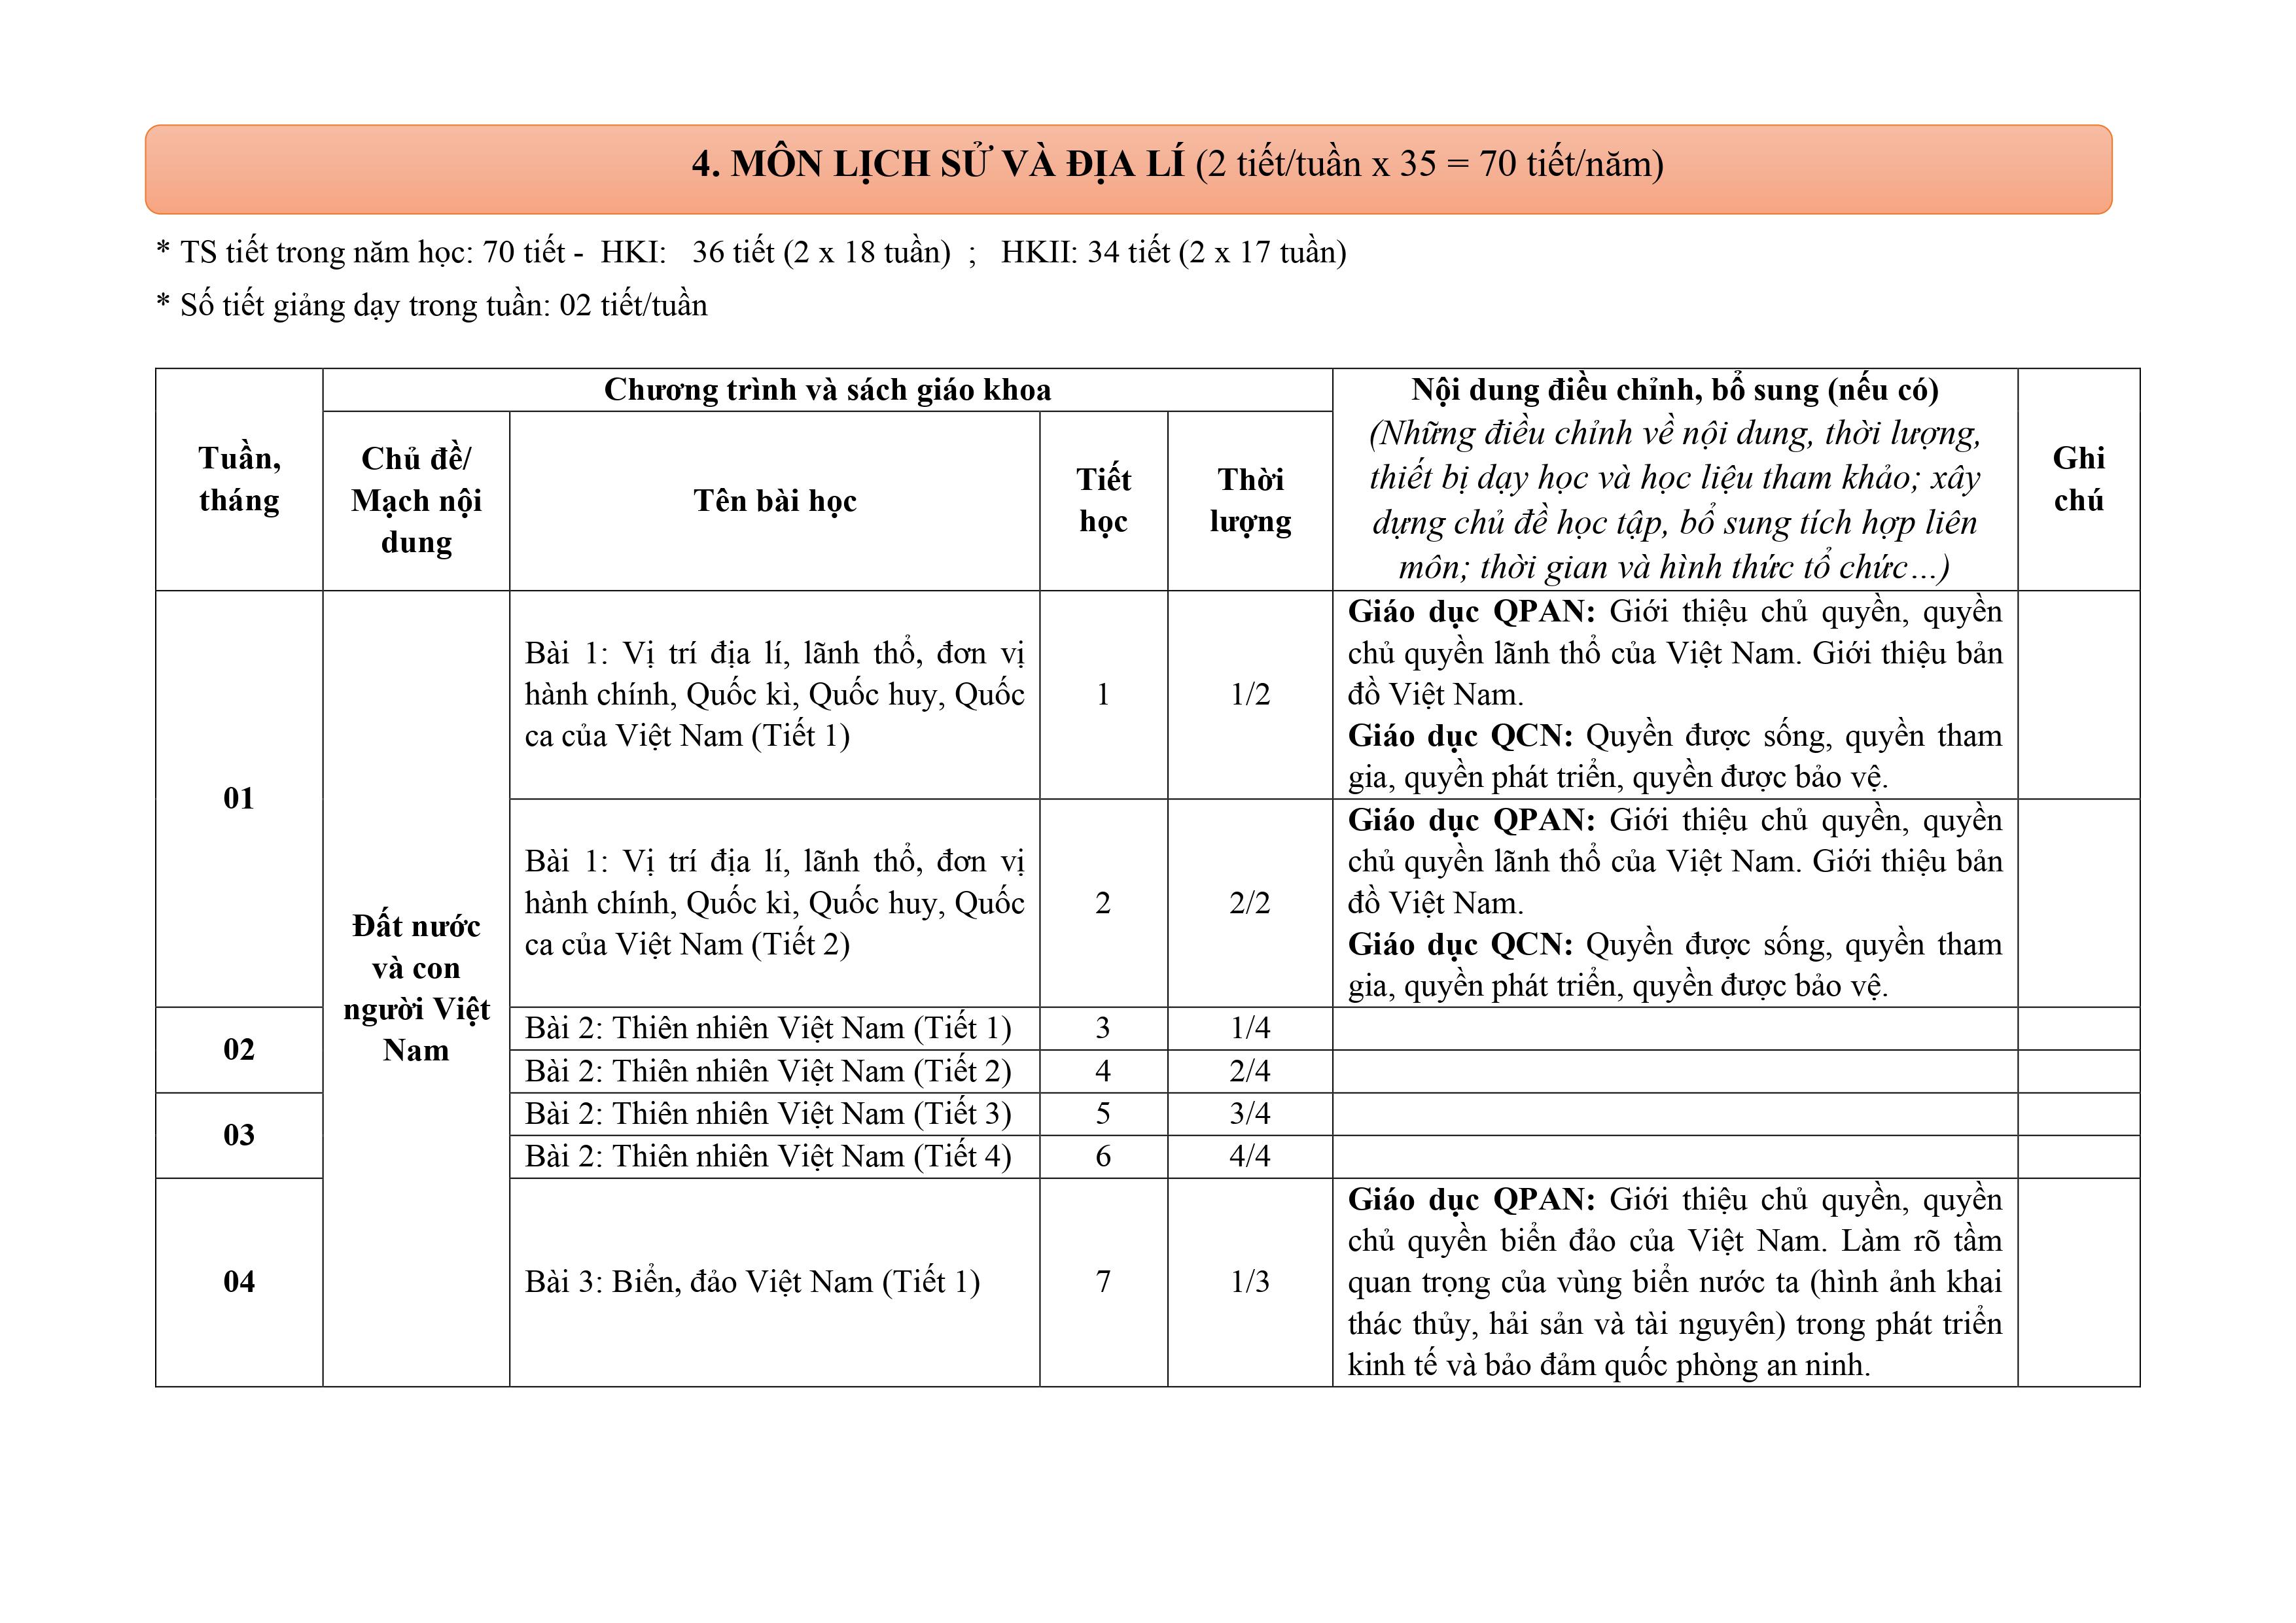 4. MÔN LỊCH SỬ VÀ ĐỊA LÍ (2 tiết/tuần x 35 = 70 tiết/năm)
* TS tiết trong năm học: 70 tiết - HKI: 36 tiết (2 x 18 tuần) ; HKII: 34 tiết (2 x 17 tuần)
* Số tiết giảng dạy trong tuần: 02 tiết/tuần
Tuần,
tháng
Chương trình và sách giáo khoa
Chủ đề/
Mạch nội
dung
Tên bài học
Tiết
học
Thời
lượng
Nội dung điều chỉnh, bổ sung (nếu có)
(Những điều chỉnh về nội dung, thời lượng,
thiết bị dạy học và học liệu tham khảo; xây
dựng chủ đề học tập, bổ sung tích hợp liên
môn; thời gian và hình thức tổ chức…)
Ghi
chú
01
Đất nước
và con
người Việt
Nam
Bài 1: Vị trí địa lí, lãnh thổ, đơn vị
hành chính, Quốc kì, Quốc huy, Quốc
ca của Việt Nam (Tiết 1)
1
1/2
Giáo dục QPAN: Giới thiệu chủ quyền, quyền
chủ quyền lãnh thổ của Việt Nam. Giới thiệu bản
đồ Việt Nam.
Giáo dục QCN: Quyền được sống, quyền tham
gia, quyền phát triển, quyền được bảo vệ.
Bài 1: Vị trí địa lí, lãnh thổ, đơn vị
hành chính, Quốc kì, Quốc huy, Quốc
ca của Việt Nam (Tiết 2)
2
2/2
Giáo dục QPAN: Giới thiệu chủ quyền, quyền
chủ quyền lãnh thổ của Việt Nam. Giới thiệu bản
đồ Việt Nam.
Giáo dục QCN: Quyền được sống, quyền tham
gia, quyền phát triển, quyền được bảo vệ.
02
Bài 2: Thiên nhiên Việt Nam (Tiết 1)
3
1/4
Bài 2: Thiên nhiên Việt Nam (Tiết 2)
4
2/4
03
Bài 2: Thiên nhiên Việt Nam (Tiết 3)
5
3/4
Bài 2: Thiên nhiên Việt Nam (Tiết 4)
6
4/4
04
Bài 3: Biển, đảo Việt Nam (Tiết 1)
7
1/3
Giáo dục QPAN: Giới thiệu chủ quyền, quyền
chủ quyền biển đảo của Việt Nam. Làm rõ tầm
quan trọng của vùng biển nước ta (hình ảnh khai
thác thủy, hải sản và tài nguyên) trong phát triển
kinh tế và bảo đảm quốc phòng an ninh.